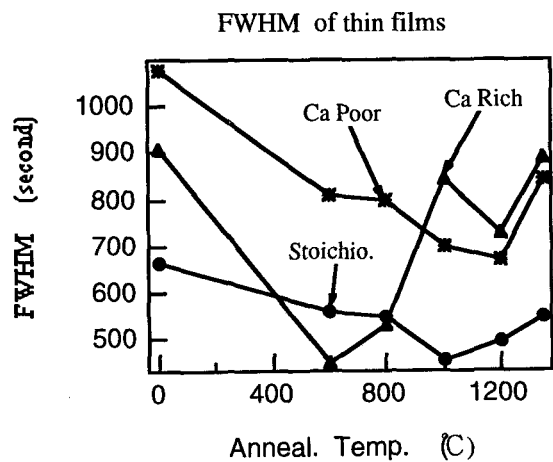 FWHM of thin films
1000
900
800
700
600
500
FWHM (second)
Ca Poor
Ca Rich
Stoichio.
0 400 800 1200
Anneal. Temp. (℃)